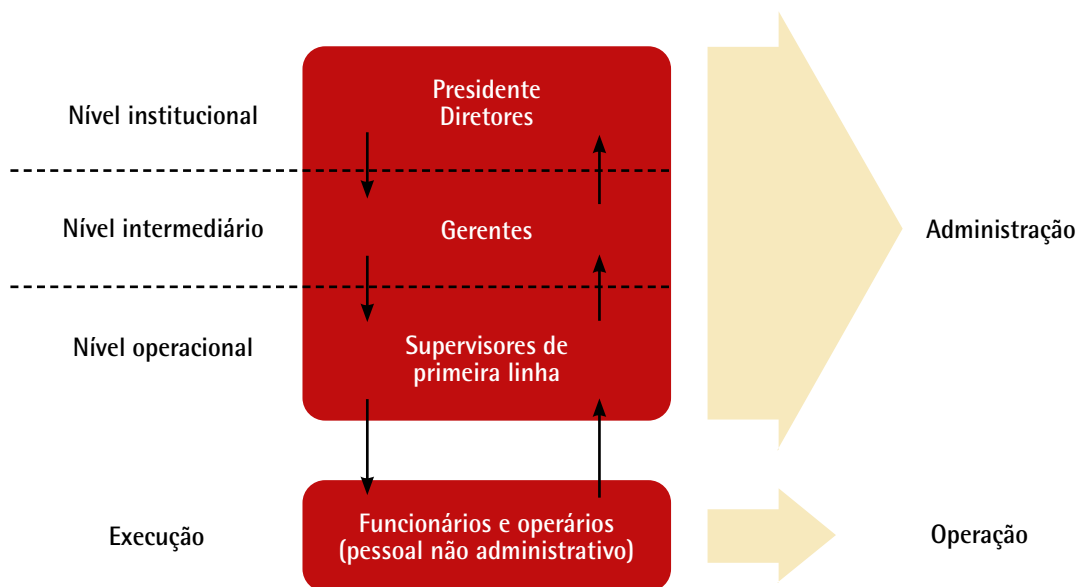 Nível institucional
Presidente
Diretores
Nível intermediário
Gerentes
Administração
Nível operacional
Supervisores de
primeira linha
Execução
Funcionários e operários
(pessoal não administrativo)
Operação